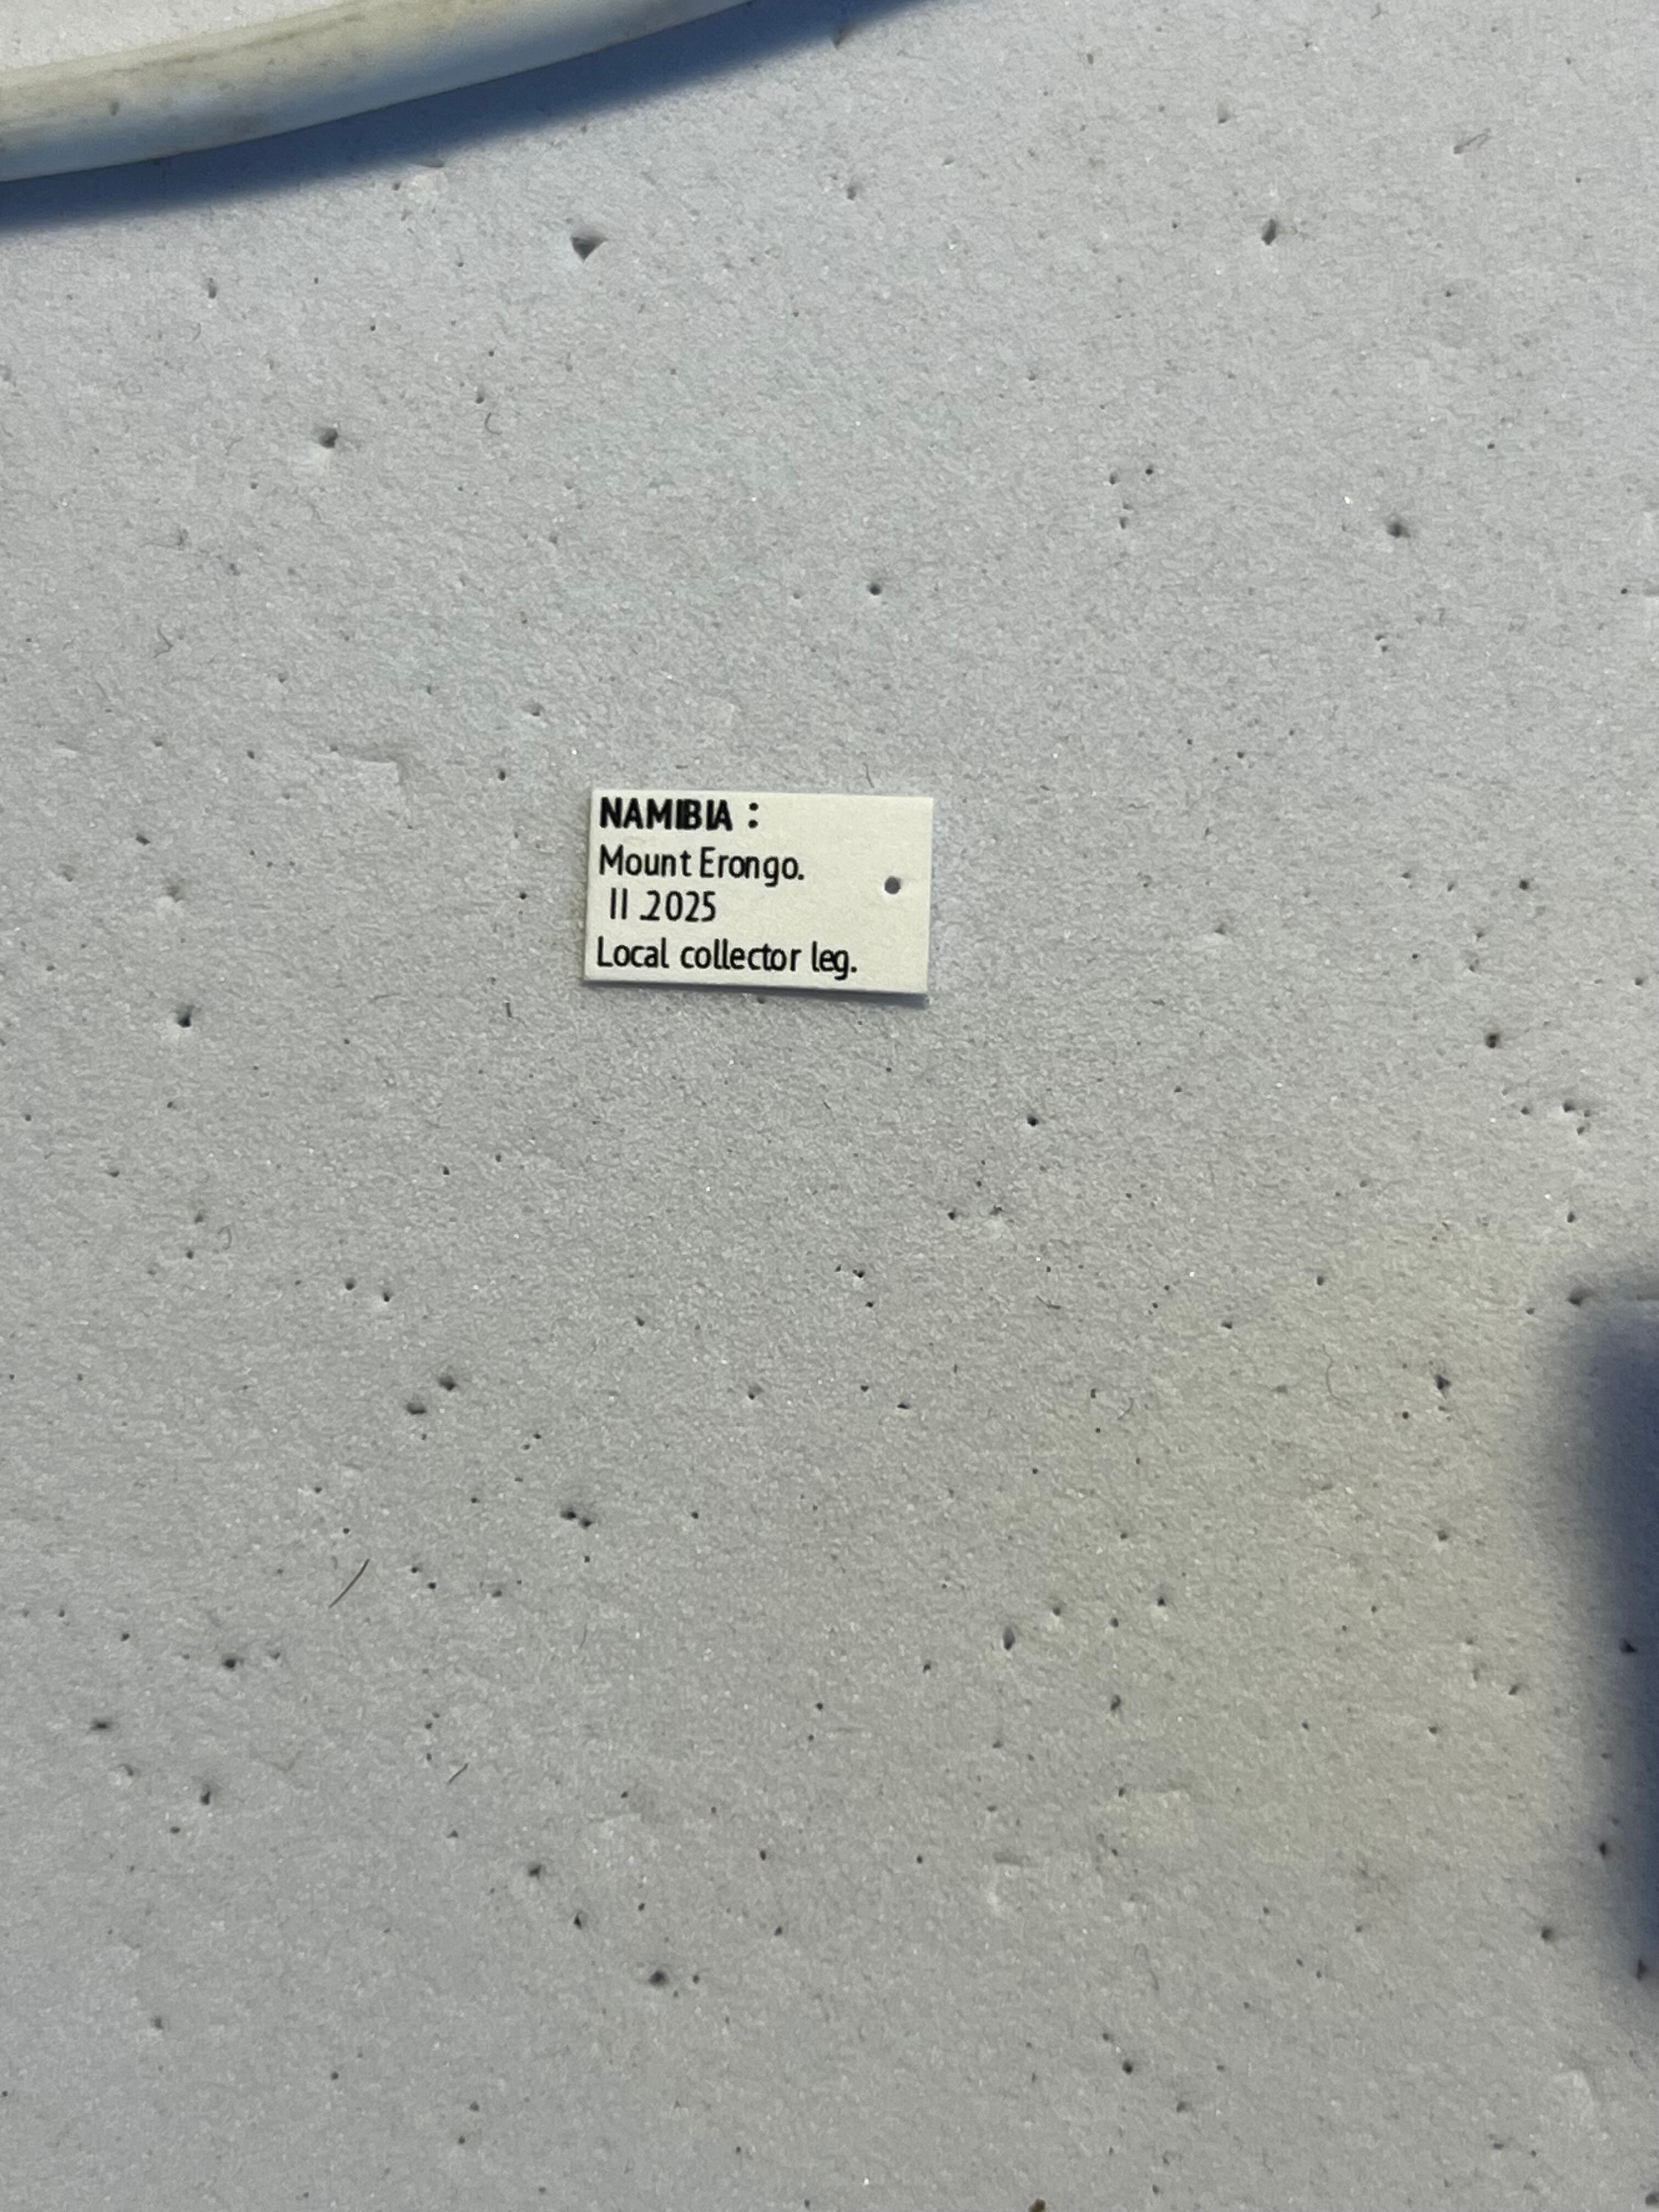 NAMIBIA :
Mount Erongo.
II .2025
Local collector leg.